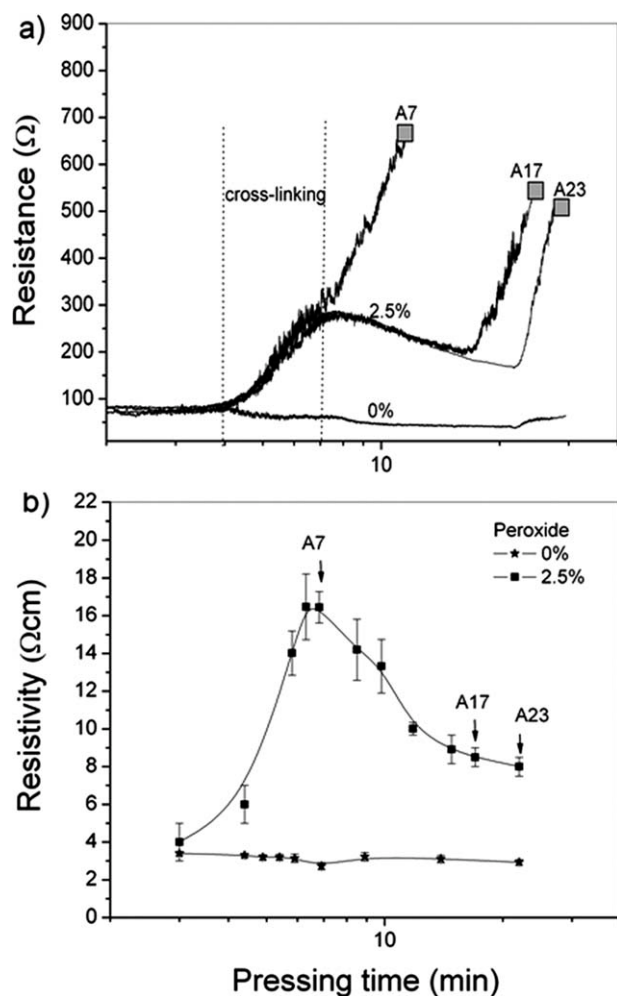 a)
900
800
700
600
500
400
300
200
100
Resistance (Ω)
A7
A17
A23
cross-linking
2.5%
0%
10
b)
22
20
18
16
14
12
10
8
6
4
2
0
Resistivity (Ωcm)
A7
Peroxide
0%
2.5%
A17
A23
10
Pressing time (min)